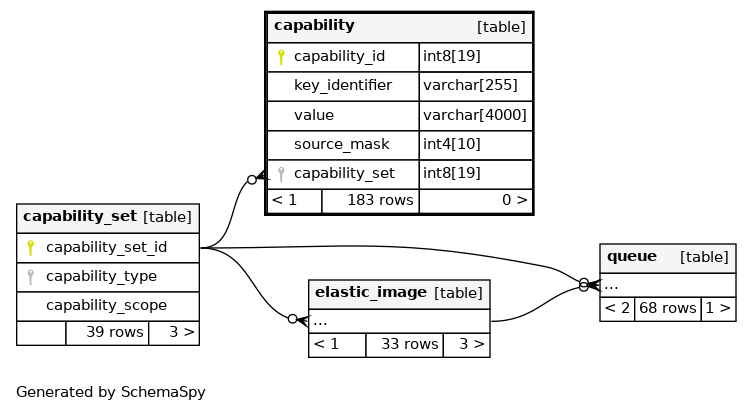 capability [table]
capability_id int8[19]
key_identifier varchar[255]
value varchar[4000]
source_mask int4[10]
capability_set int8[19]
< 1 183 rows 0 >
capability_set [table]
capability_set_id
capability_type
capability_scope
39 rows 3 >
elastic_image [table]
...
< 1 33 rows 3 >
queue [table]
...
< 2 68 rows 1 >
Generated by SchemaSpy